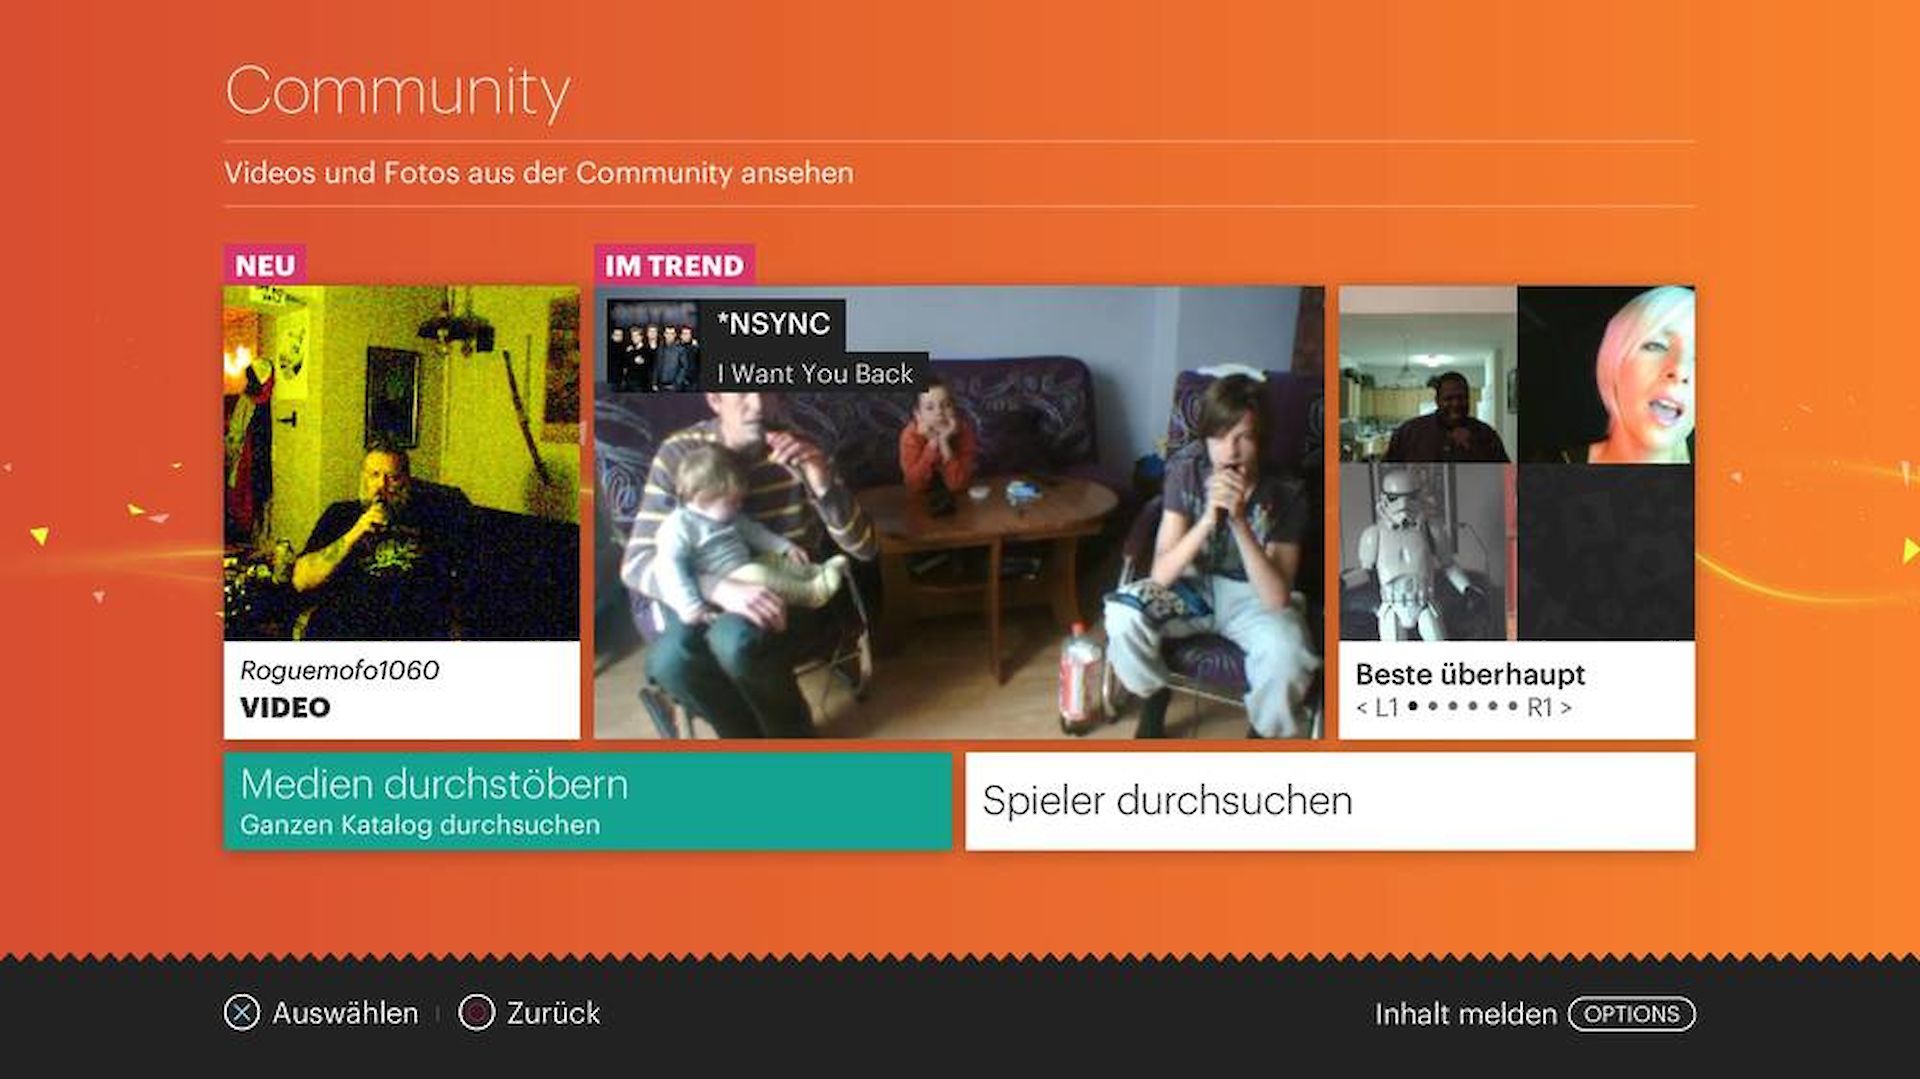 Community
Videos und Fotos aus der Community ansehen
NEU
IM TREND
*NSYNC
I Want You Back
Roguemofo1060
VIDEO
Beste überhaupt
< L1 ● ● ● ● ● ● R1 >
Medien durchstöbern
Ganzen Katalog durchsuchen
Spieler durchsuchen
Auswählen
Zurück
Inhalt melden OPTIONS